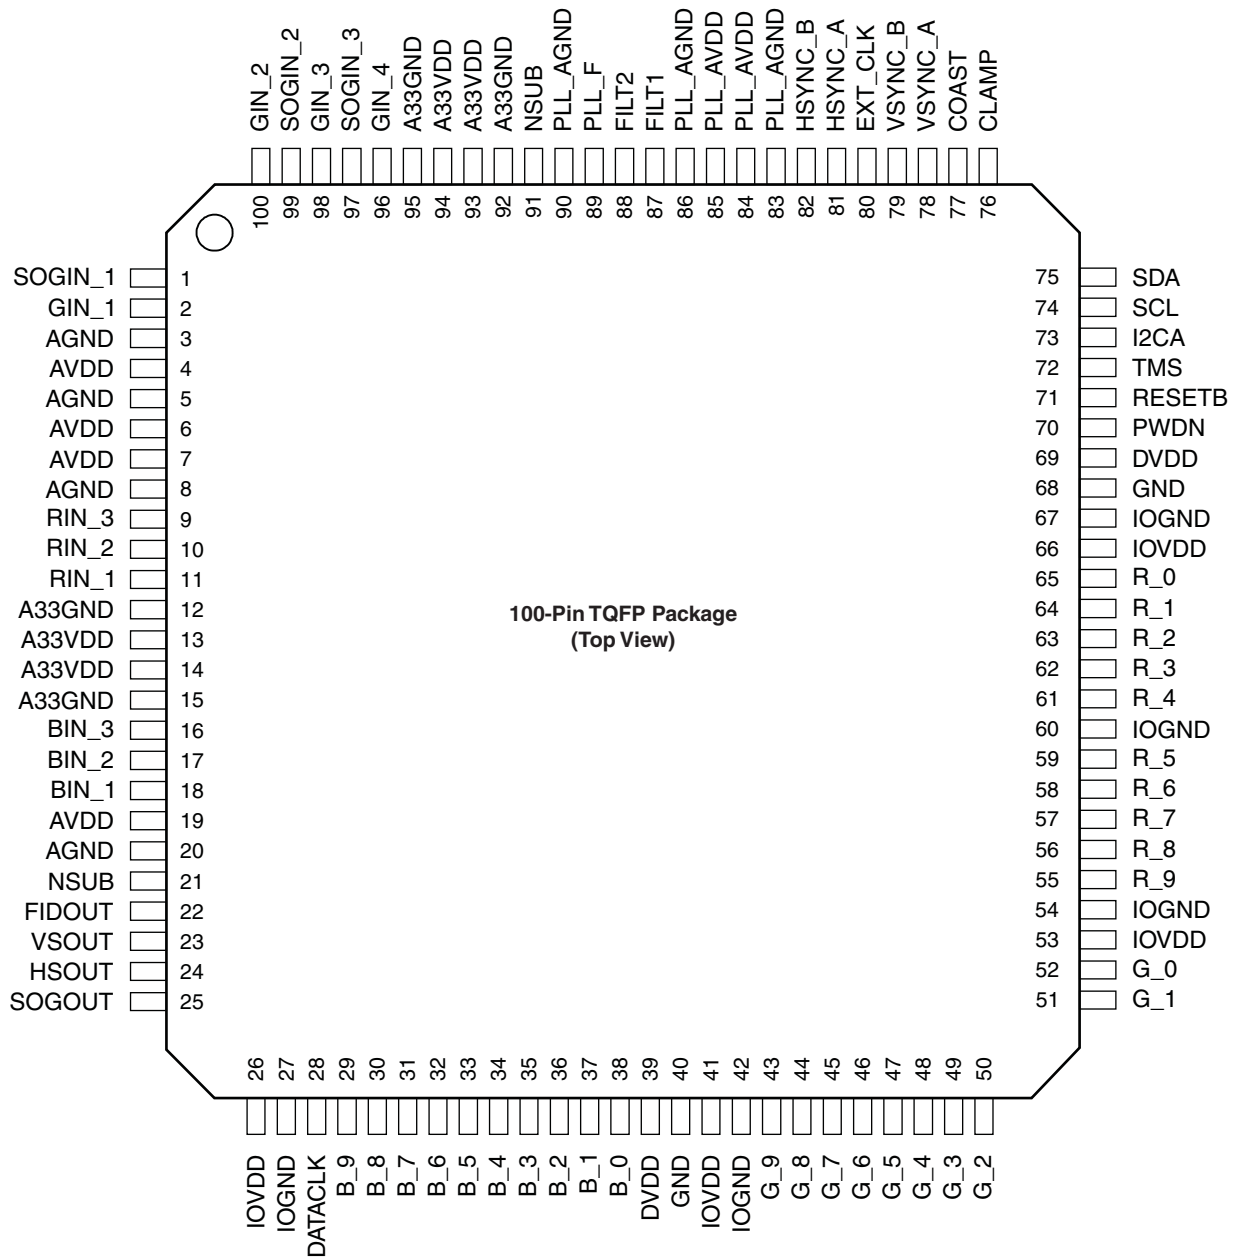 GIN_2
SOGIN_2
GIN_3
SOGIN_3
GIN_4
A33GND
A33VDD
A33VDD
A33GND
NSUB
PLL_AGND
PLL_F
FILT2
FILT1
PLL_AGND
PLL_AVDD
PLL_AVDD
PLL_AGND
HSYNC_B
HSYNC_A
EXT_CLK
VSYNC_B
VSYNC_A
COAST
CLAMP
100
99
98
97
96
95
94
93
92
91
90
89
88
87
86
85
84
83
82
81
80
79
78
77
76
SOGIN_1 1
GIN_1 2
AGND 3
AVDD 4
AGND 5
AVDD 6
AVDD 7
AGND 8
RIN_3 9
RIN_2 10
RIN_1 11
A33GND 12
A33VDD 13
A33VDD 14
A33GND 15
BIN_3 16
BIN_2 17
BIN_1 18
AVDD 19
AGND 20
NSUB 21
FIDOUT 22
VSOUT 23
HSOUT 24
SOGOUT 25
100-Pin TQFP Package
(Top View)
75 SDA
74 SCL
73 I2CA
72 TMS
71 RESETB
70 PWDN
69 DVDD
68 GND
67 IOGND
66 IOVDD
65 R_0
64 R_1
63 R_2
62 R_3
61 R_4
60 IOGND
59 R_5
58 R_6
57 R_7
56 R_8
55 R_9
54 IOGND
53 IOVDD
52 G_0
51 G_1
26
27
28
29
30
31
32
33
34
35
36
37
38
39
40
41
42
43
44
45
46
47
48
49
50
IOVDD
IOGND
DATACLK
B_9
B_8
B_7
B_6
B_5
B_4
B_3
B_2
B_1
B_0
DVDD
GND
IOVDD
IOGND
G_9
G_8
G_7
G_6
G_5
G_4
G_3
G_2